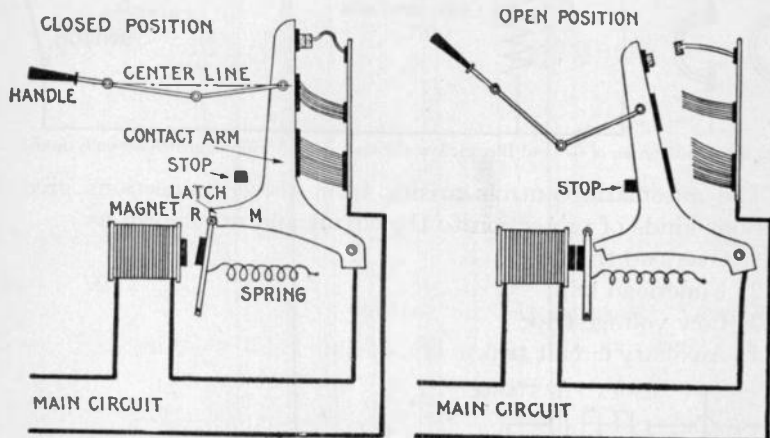 CLOSED POSITION
OPEN POSITION
CENTER LINE
HANDLE
CONTACT ARM
STOP
LATCH
MAGNET
R
M
SPRING
MAIN CIRCUIT
STOP
MAIN CIRCUIT